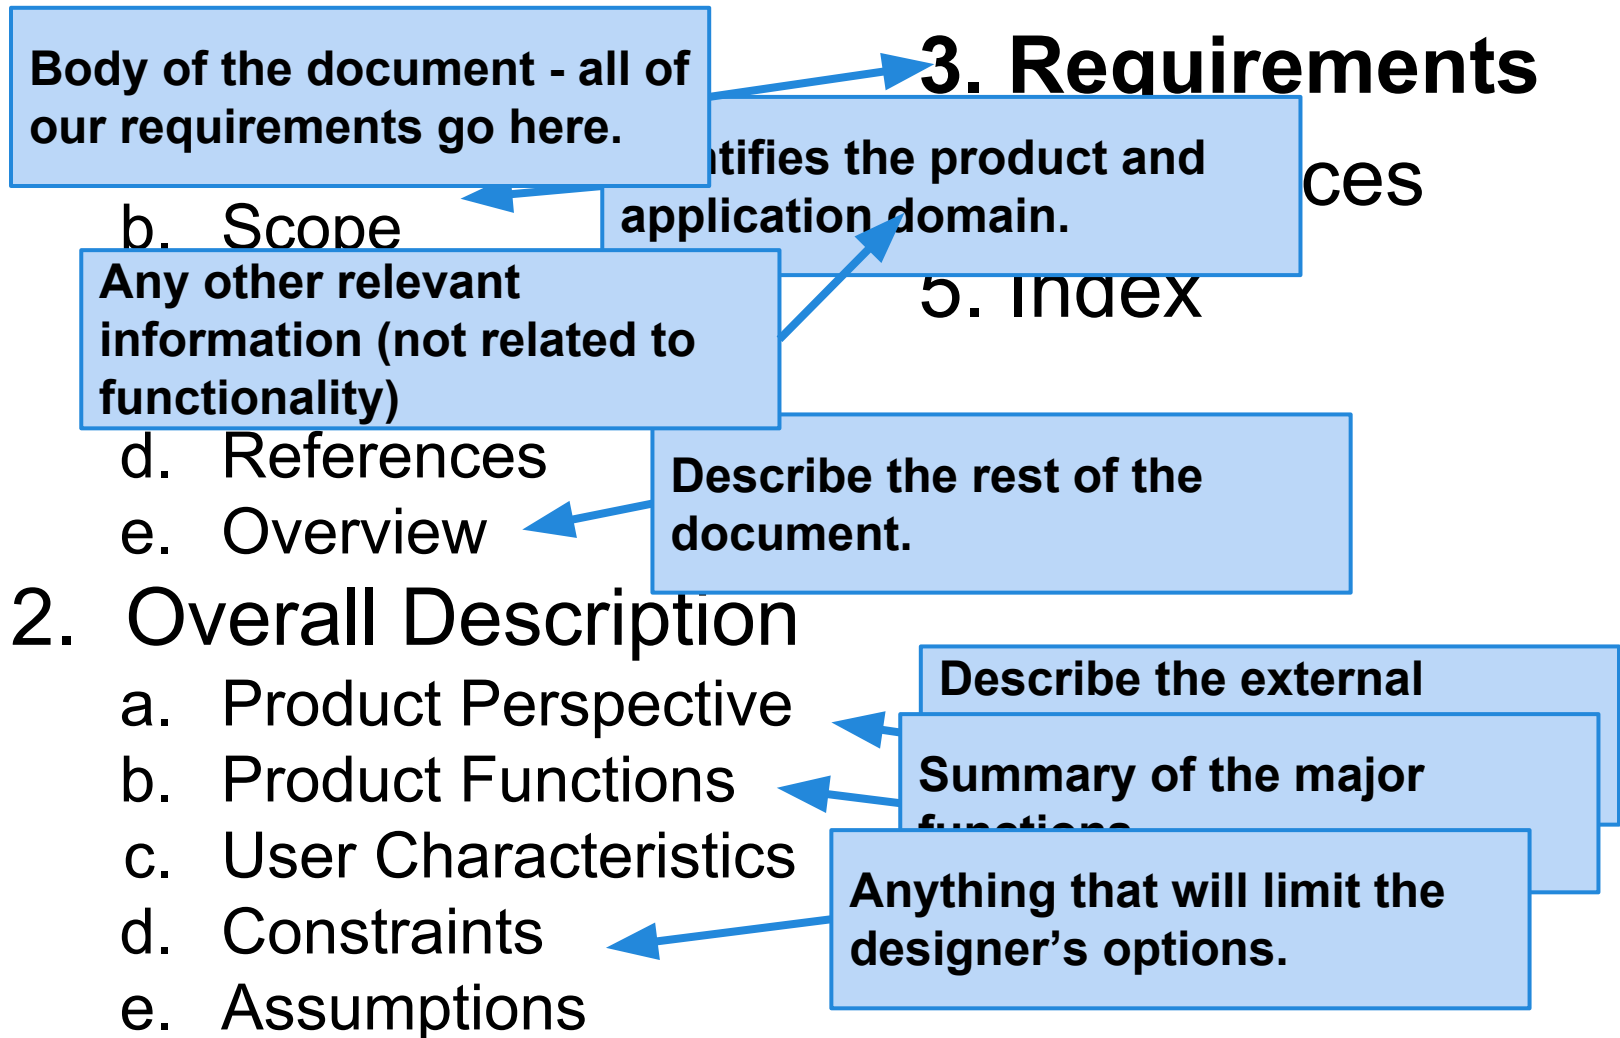 Body of the document - all of
our requirements go here.
b. Scope
Any other relevant
information (not related to
functionality)
d. References
e. Overview
2. Overall Description
a. Product Perspective
b. Product Functions
c. User Characteristics
d. Constraints
e. Assumptions
3. Requirements
the product and
application domain.
5. Index
Describe the rest of the
document.
Describe the external
Summary of the major
functions
Anything that will limit the
designer’s options.